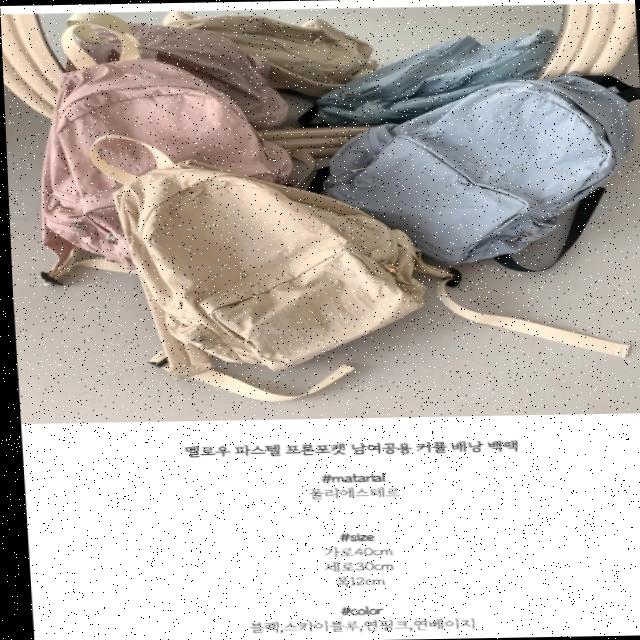 멜로우 파스텔 프론포켓 남여공용 커플 배낭 백팩
#matarial
폴리에스테르
#size
가로40cm
세로30cm
폭12cm
#color
블랙,스카이블루,연핑크,연베이지